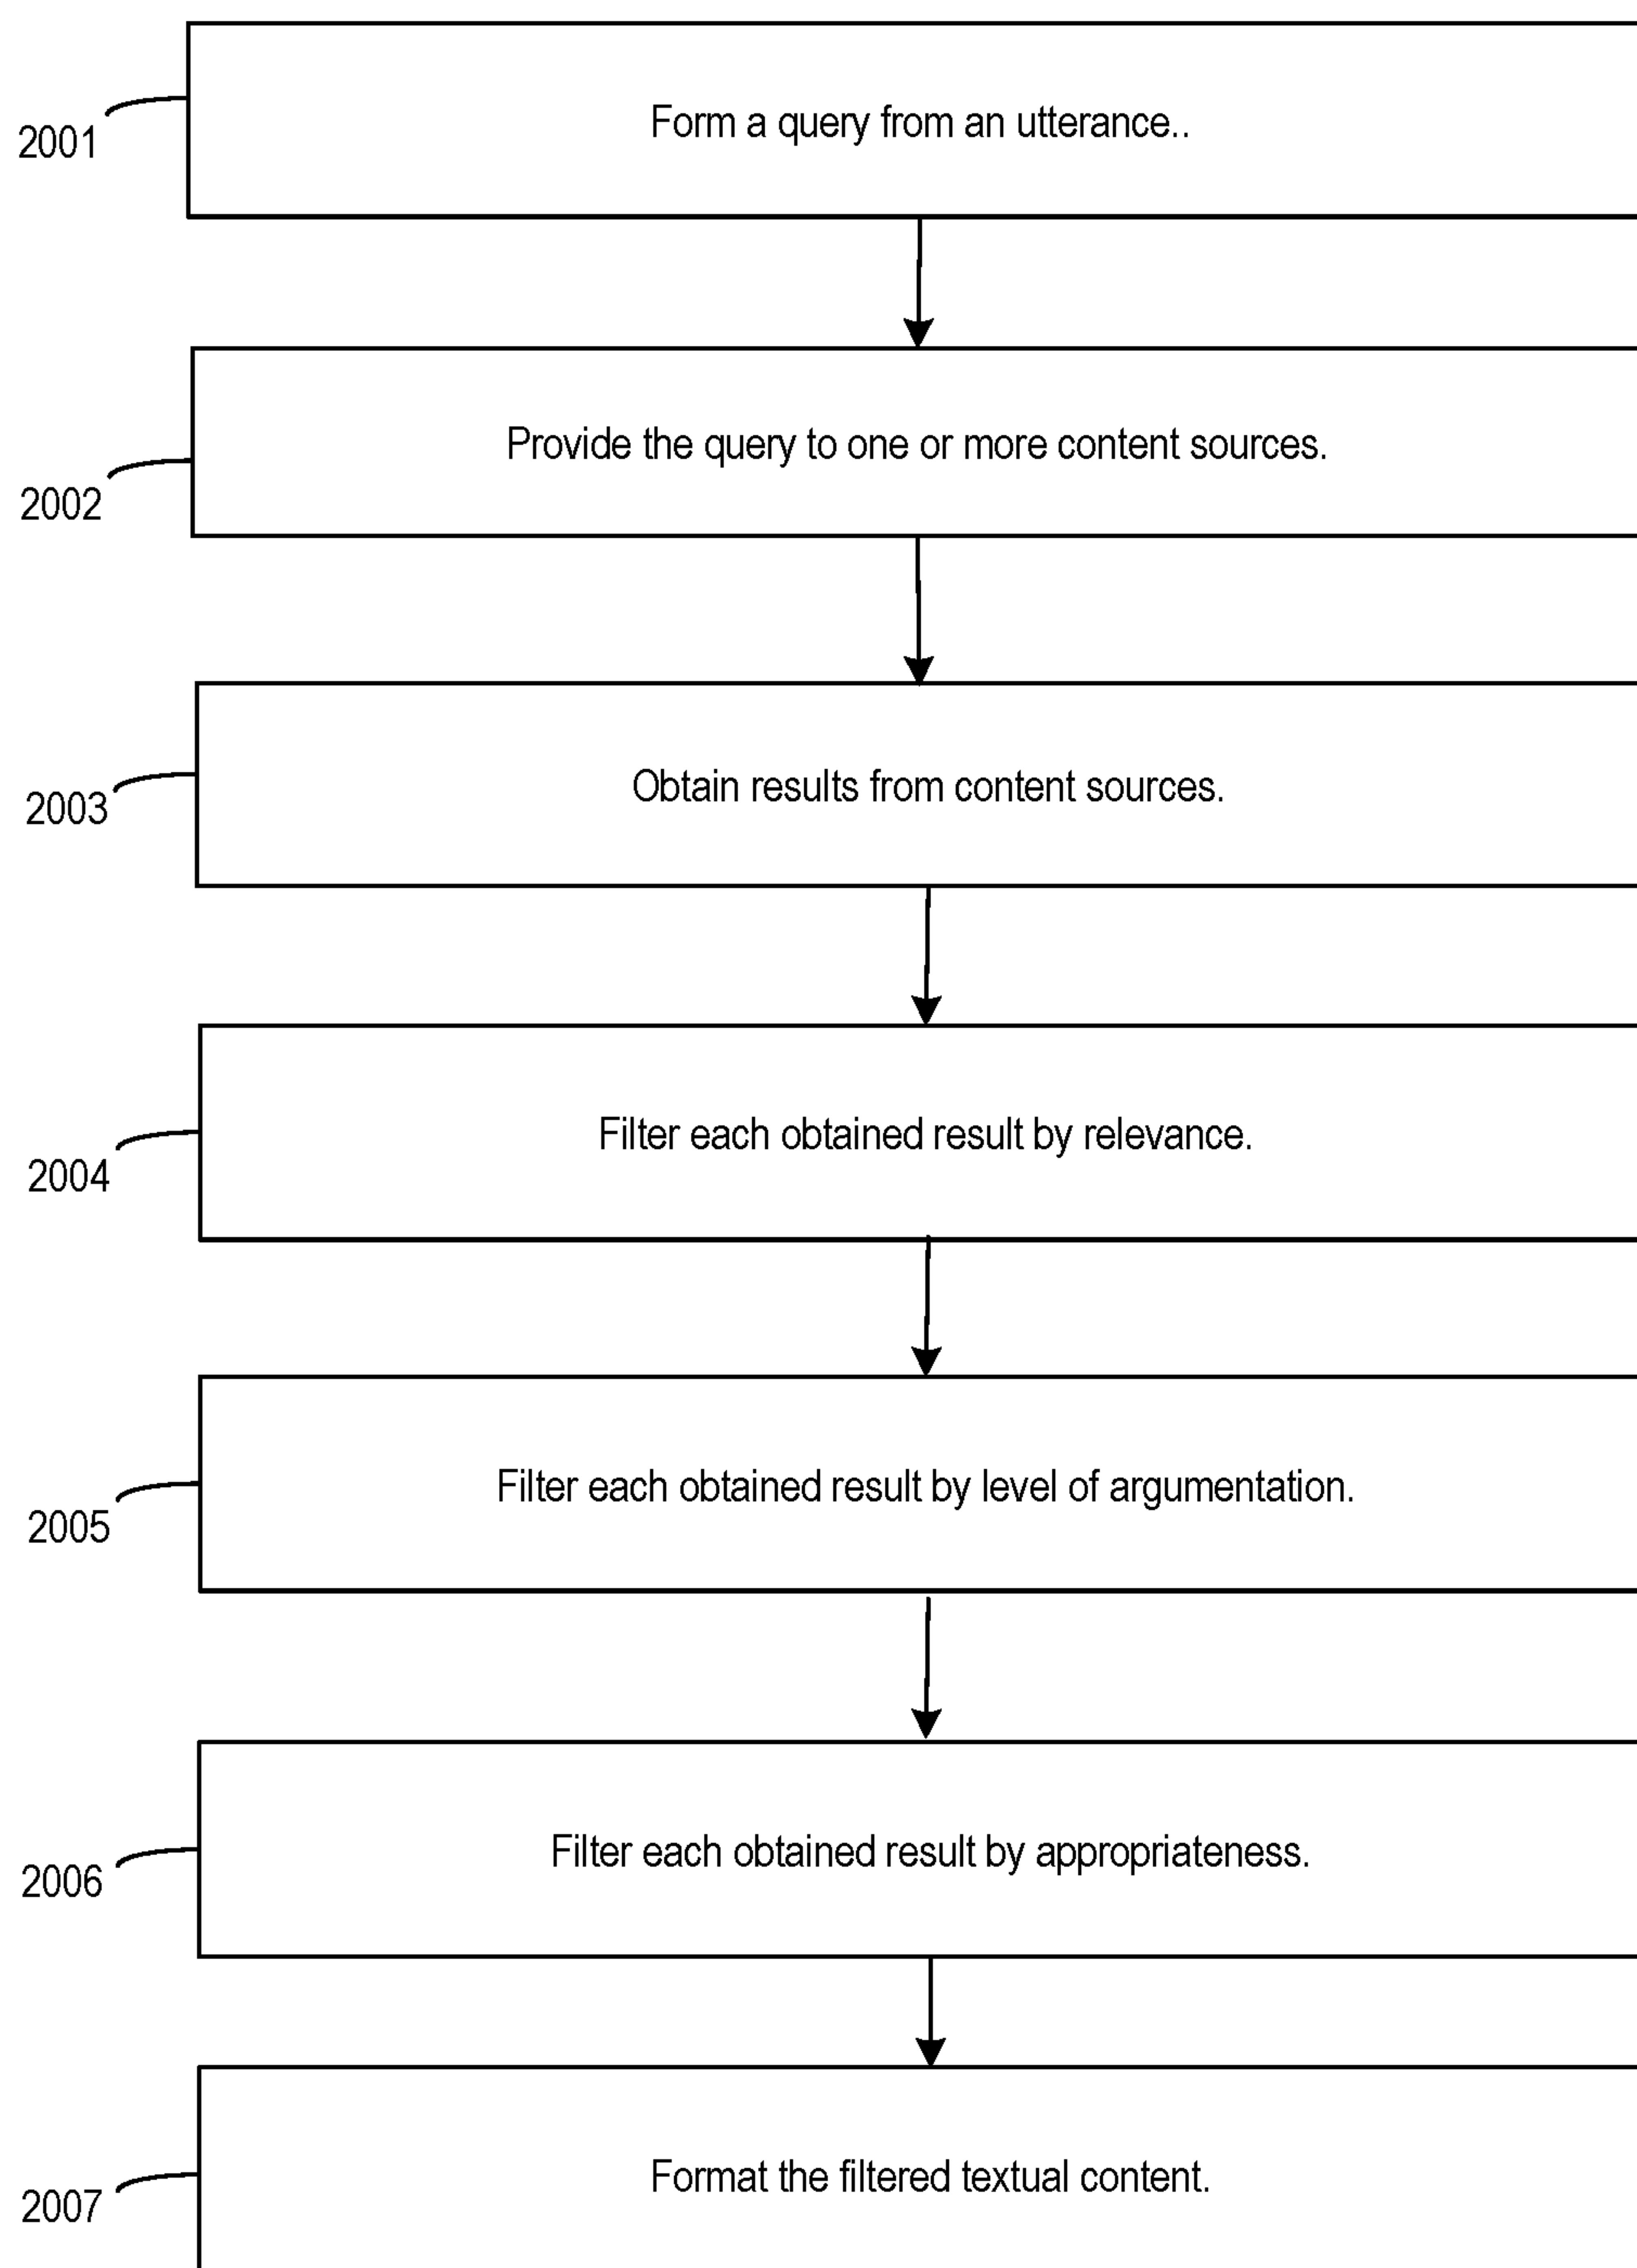 Form a query from an utterance..
2001
Provide the query to one or more content sources.
2002
Obtain results from content sources.
2003
Filter each obtained result by relevance.
2004
Filter each obtained result by level of argumentation.
2005
Filter each obtained result by appropriateness.
2006
Format the filtered textual content.
2007